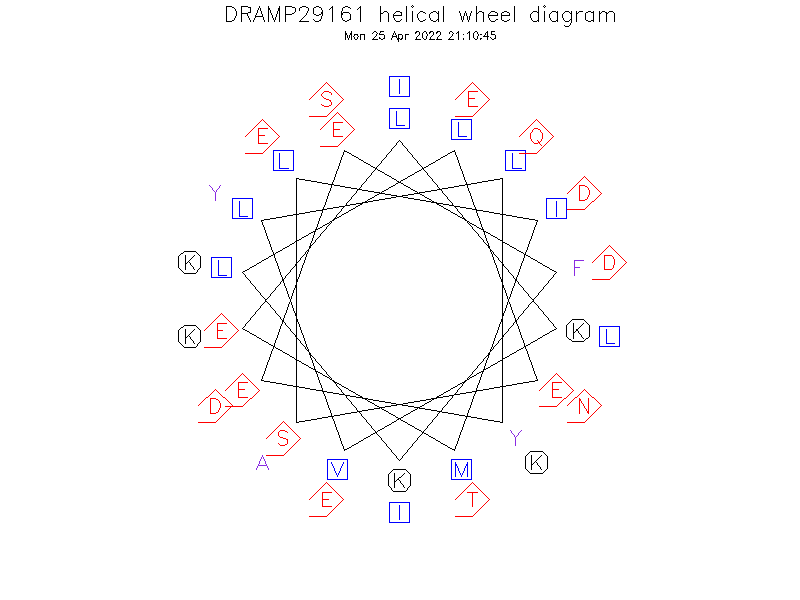 DRAMP29161 helical wheel diagram
Mon 25 Apr 2022 21:10:45
I
S E
L
E L
E Q
L L
Y D
L I
K L F D
K E K L
D E E N
S Y
A K
V M
K
E T
I